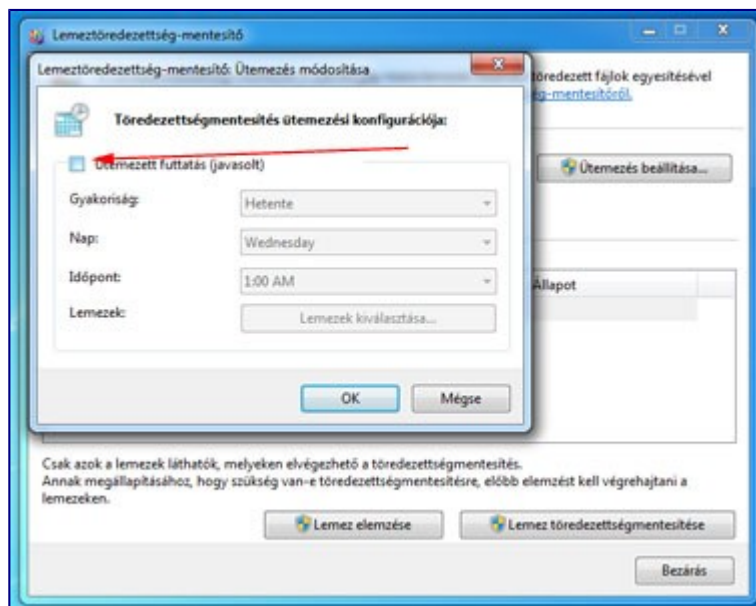 Lemeztöredezettség-mentesítő
Lemeztöredezettség-mentesítő: Ütemezés módosítása
töredezett fájlok egyesítésével
ég-mentesítőről.
Töredezettségmentesítés ütemezési konfigurációja:
Ütemezett futtatás (javasolt)
Ütemezés beállítása...
Gyakoriság:
Hetente
Nap:
Wednesday
Időpont:
1:00 AM
Állapot
Lemezek:
Lemezek kiválasztása...
OK
Mégse
Csak azok a lemezek láthatók, melyeken elvégezhető a töredezettségmentesítés.
Annak megállapításához, hogy szükség van-e töredezettségmentesítésre, előbb elemzést kell végrehajtani a
lemezeken.
Lemez elemzése
Lemez töredezettségmentesítése
Bezárás